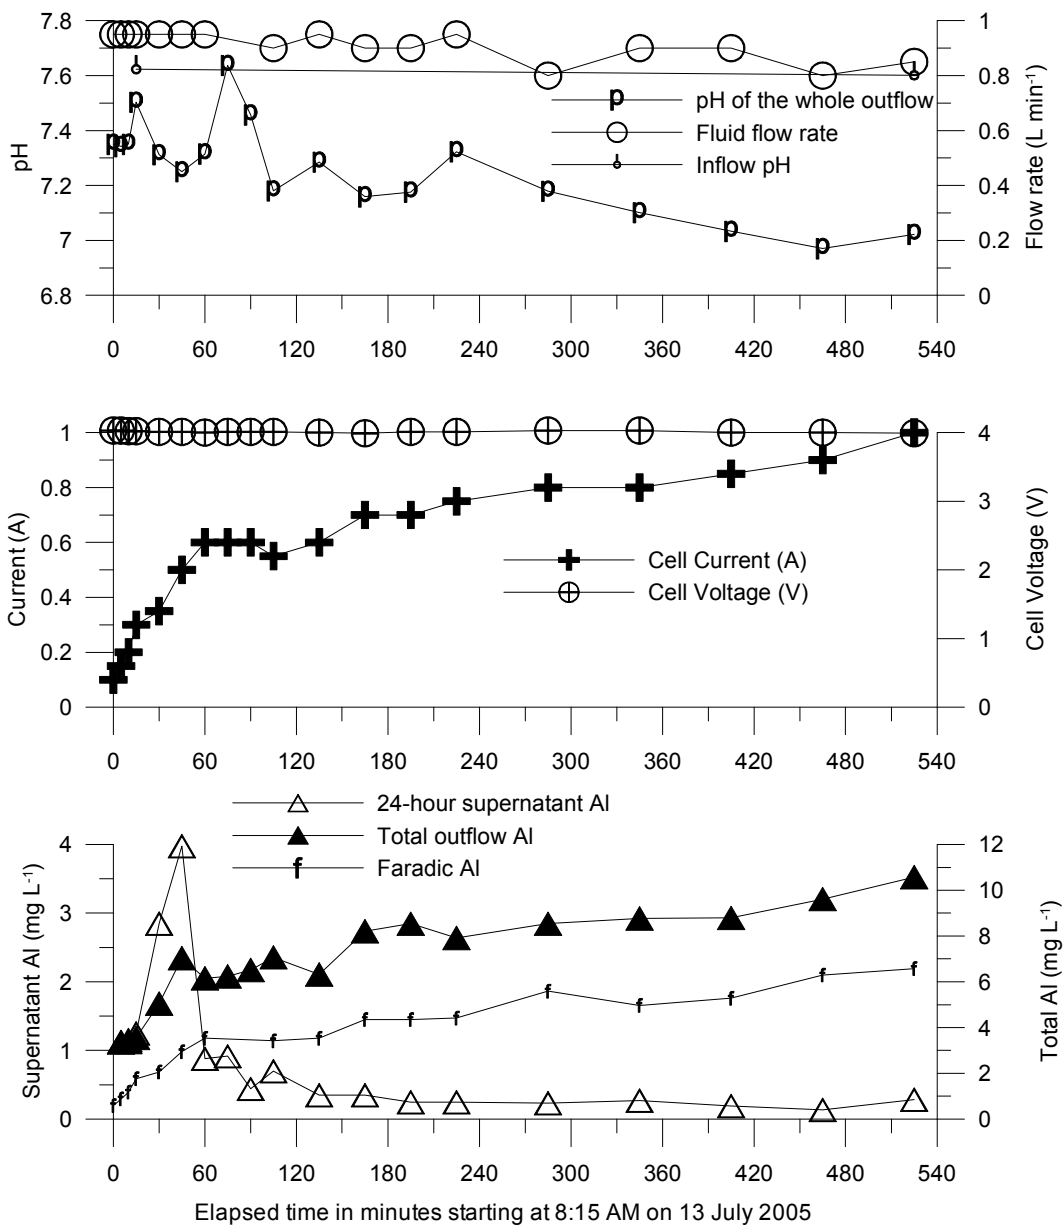 7.8
7.6
7.4
7.2
7
6.8
pH
1
0.8
0.6
0.4
0.2
0
Flow rate (L min-1)
p pH of the whole outflow
Fluid flow rate
Inflow pH
0 60 120 180 240 300 360 420 480 540
1
0.8
0.6
0.4
0.2
0
Current (A)
4
3
2
1
0
Cell Voltage (V)
Cell Current (A)
Cell Voltage (V)
0 60 120 180 240 300 360 420 480 540
24-hour supernatant Al
Total outflow Al
f Faradic Al
4
3
2
1
0
Supernatant Al (mg L-1)
12
10
8
6
4
2
0
Total Al (mg L-1)
0 60 120 180 240 300 360 420 480 540
Elapsed time in minutes starting at 8:15 AM on 13 July 2005